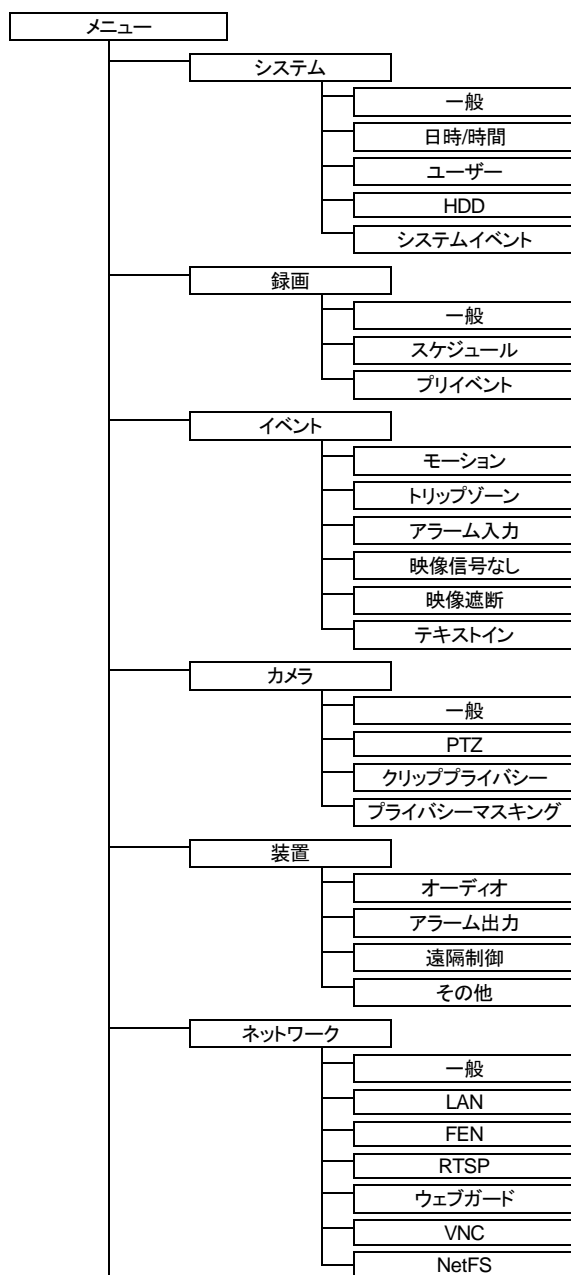 メニュー
システム
一般
日時/時間
ユーザー
HDD
システムイベント
録画
一般
スケジュール
プリイベント
イベント
モーション
トリップゾーン
アラーム入力
映像信号なし
映像遮断
テキストイン
カメラ
一般
PTZ
クリッププライバシー
プライバシーマスキング
装置
オーディオ
アラーム出力
遠隔制御
その他
ネットワーク
一般
LAN
FEN
RTSP
ウェブガード
VNC
NetFS